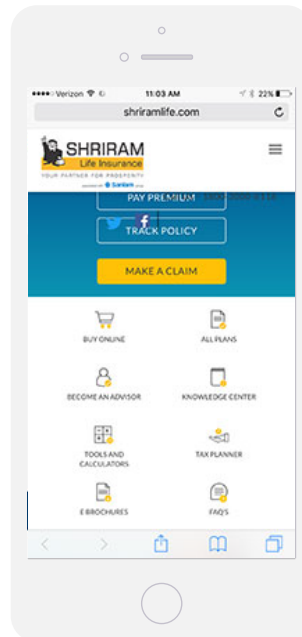 Verizon 11:03 AM 22%
shriramlife.com
SHRIRAM
Life Insurance
YOUR PARTNER FOR PROSPERITY
Sanlam
PAY PREMIUM
TRACK POLICY
MAKE A CLAIM
BUY ONLINE ALL PLANS
BECOME AN ADVISOR KNOWLEDGE CENTER
TOOLS AND TAX PLANNER
CALCULATORS
E BROCHURES FAQ'S